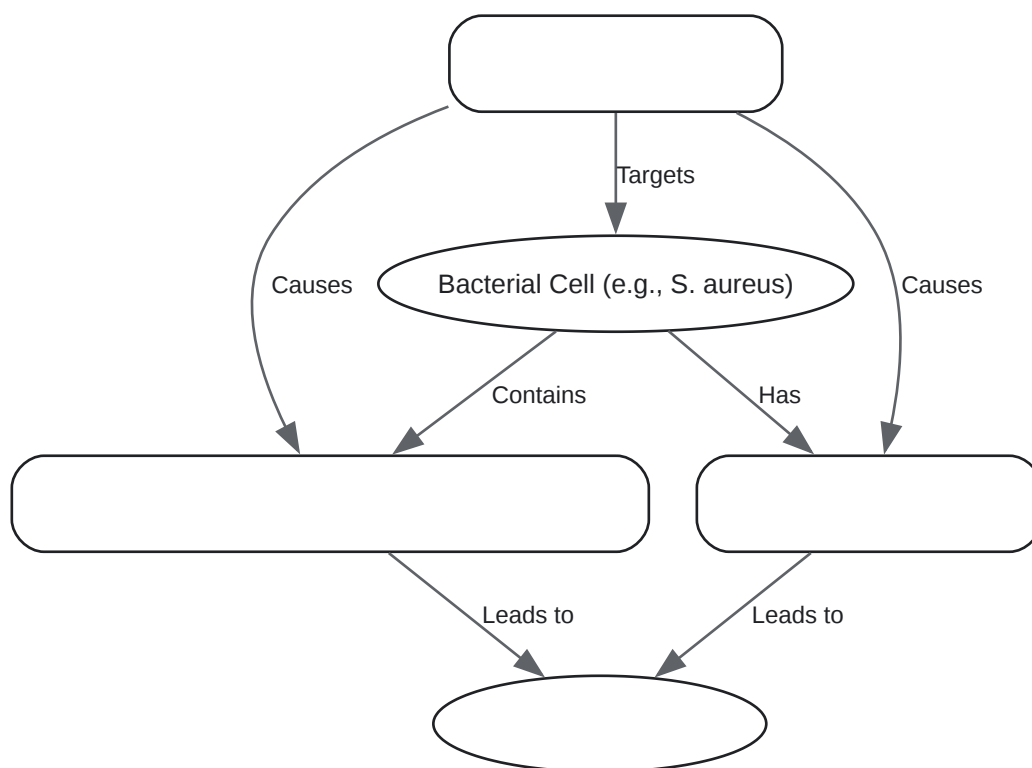 Targets
Bacterial Cell (e.g., S. aureus)
Causes
Causes
Contains
Has
Leads to
Leads to